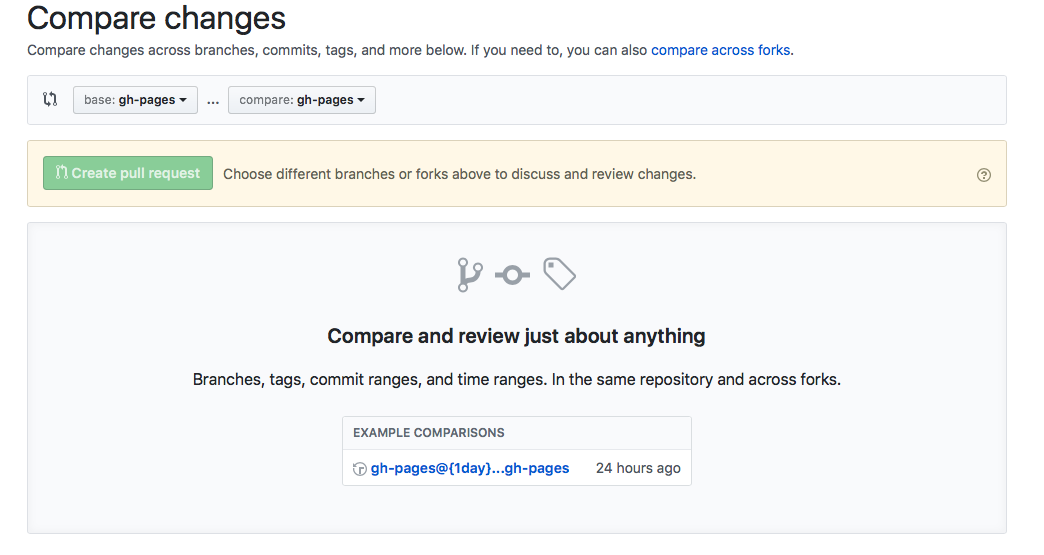 Compare changes
Compare changes across branches, commits, tags, and more below. If you need to, you can also compare across forks.
base: gh-pages ... compare: gh-pages
Create pull request Choose different branches or forks above to discuss and review changes.
Compare and review just about anything
Branches, tags, commit ranges, and time ranges. In the same repository and across forks.
EXAMPLE COMPARISONS
gh-pages@{1day}...gh-pages 24 hours ago